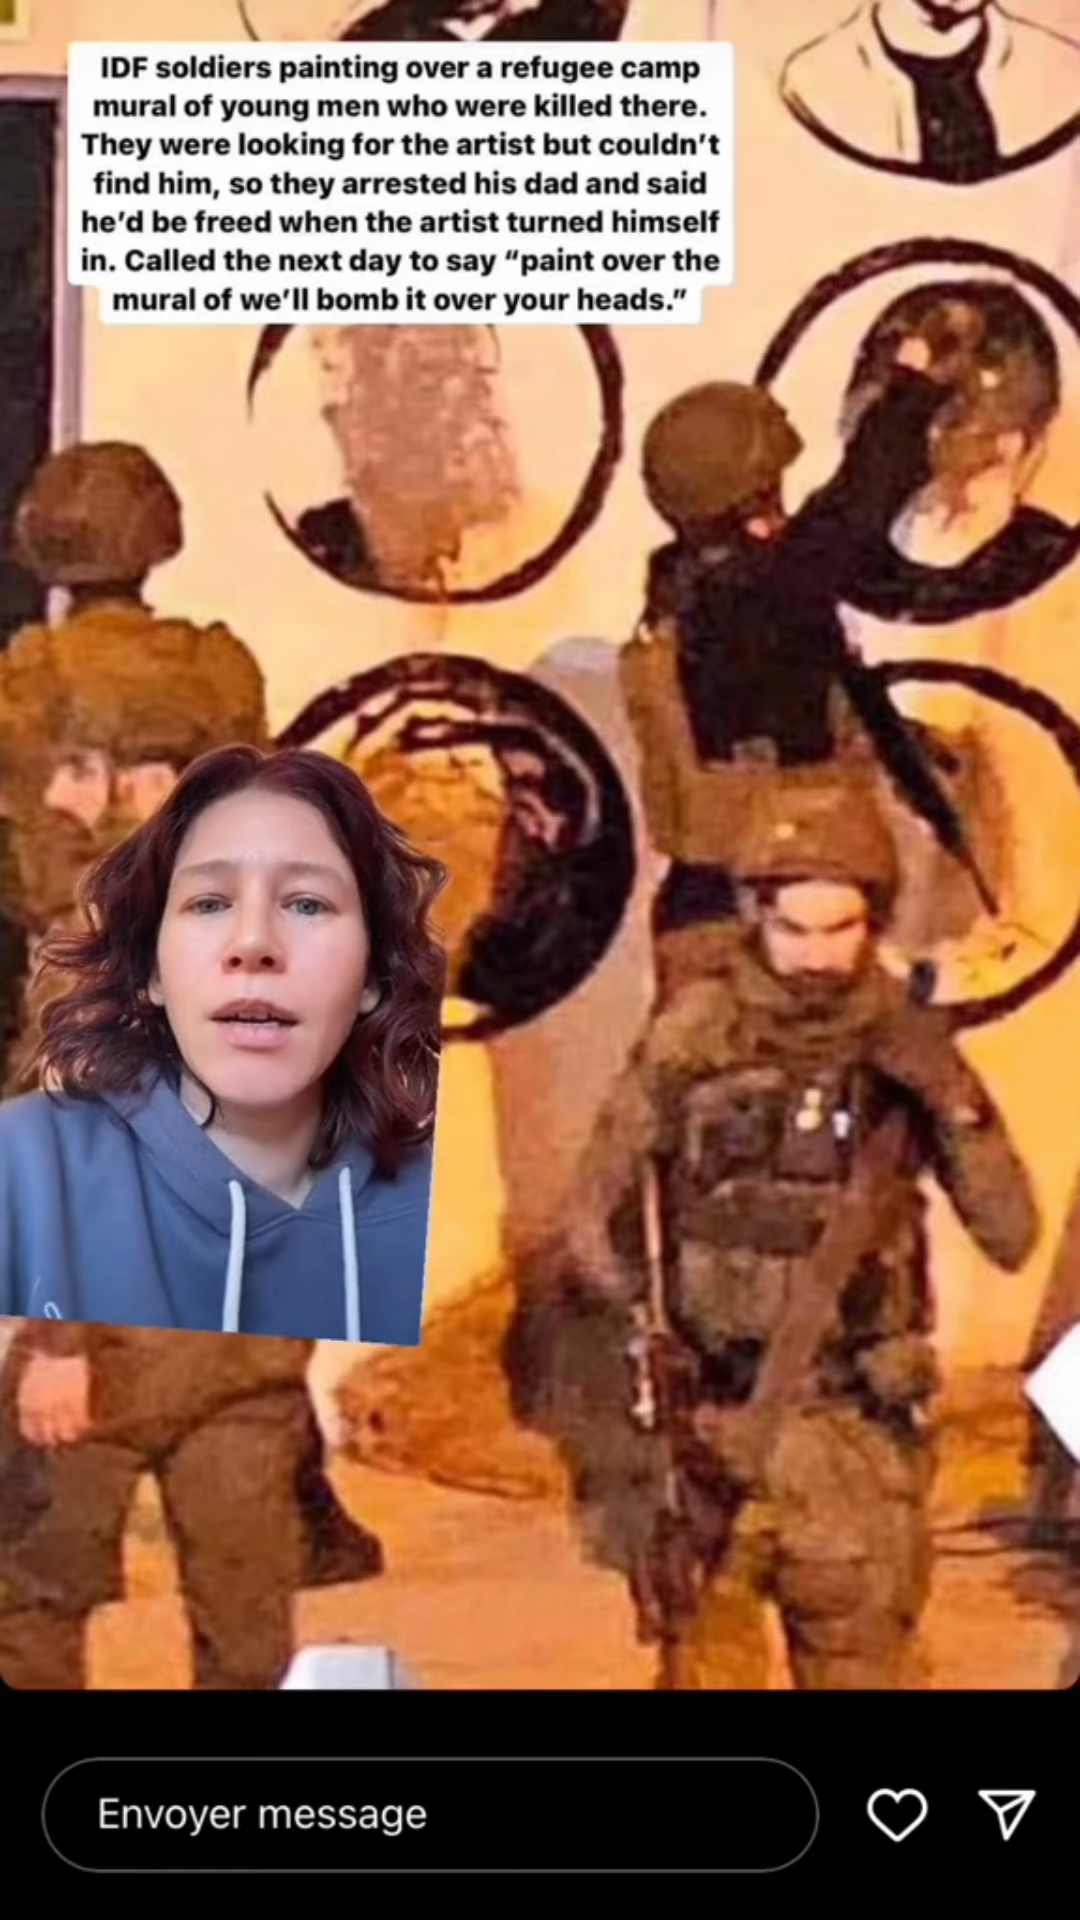 IDF soldiers painting over a refugee camp
mural of young men who were killed there.
They were looking for the artist but couldn’t
find him, so they arrested his dad and said
he’d be freed when the artist turned himself
in. Called the next day to say “paint over the
mural of we’ll bomb it over your heads.”
Envoyer message